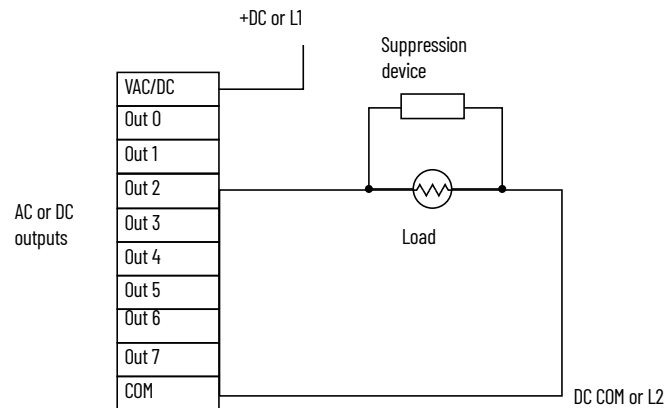 +DC or L1
Suppression
device
VAC/DC
Out 0
Out 1
Out 2
Out 3
Out 4
Out 5
Out 6
Out 7
COM
AC or DC
outputs
Load
DC COM or L2